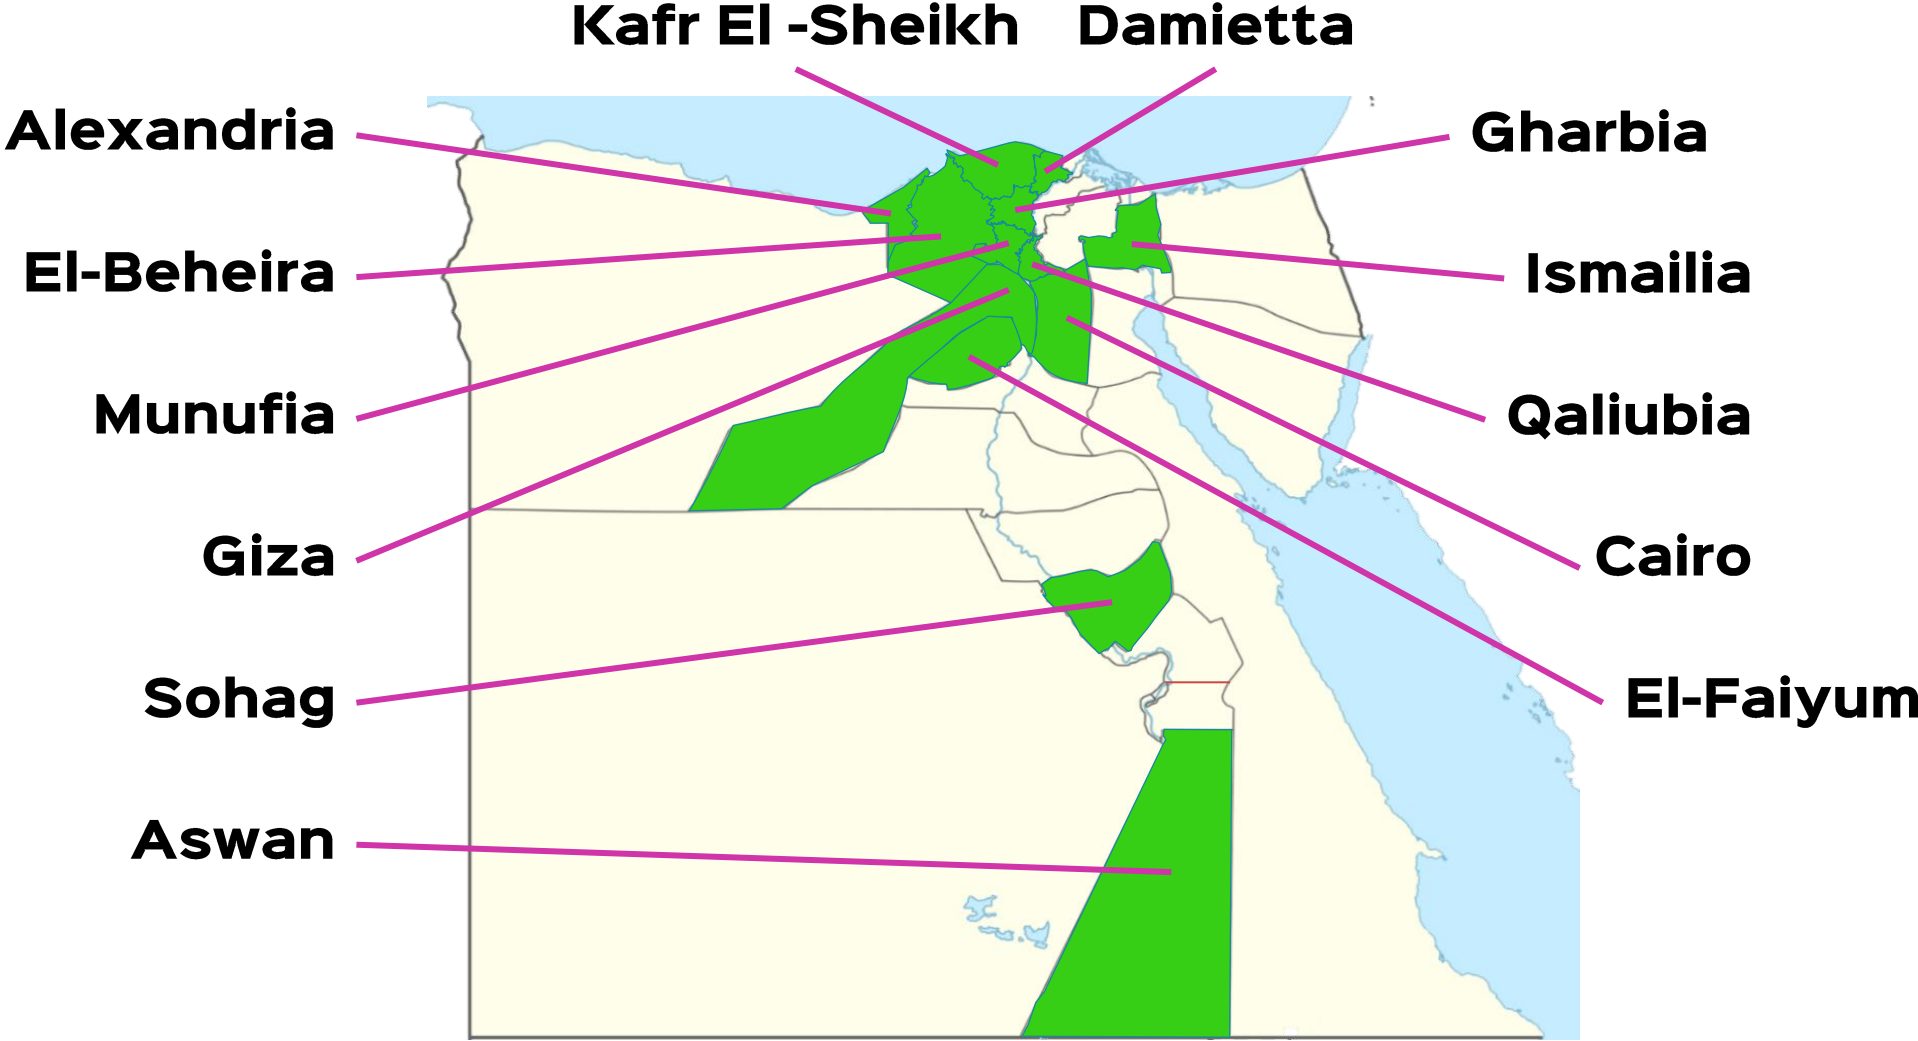 Kafr El -Sheikh
Damietta
Alexandria
Gharbia
El-Beheira
Ismailia
Munufia
Qaliubia
Giza
Cairo
Sohag
El-Faiyum
Aswan